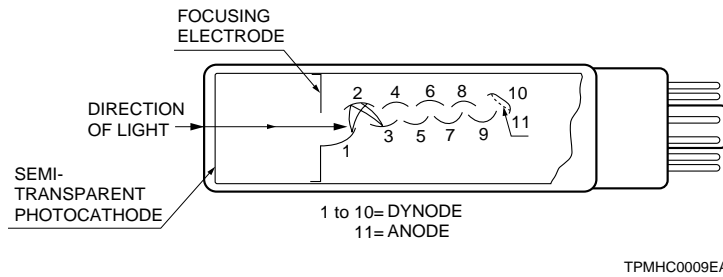 FOCUSING
ELECTRODE
DIRECTION
OF LIGHT
SEMI-
TRANSPARENT
PHOTOCATHODE
2
4
6
8
10
11
1
3
5
7
9
1 to 10= DYNODE
11= ANODE
TPMHC0009EA